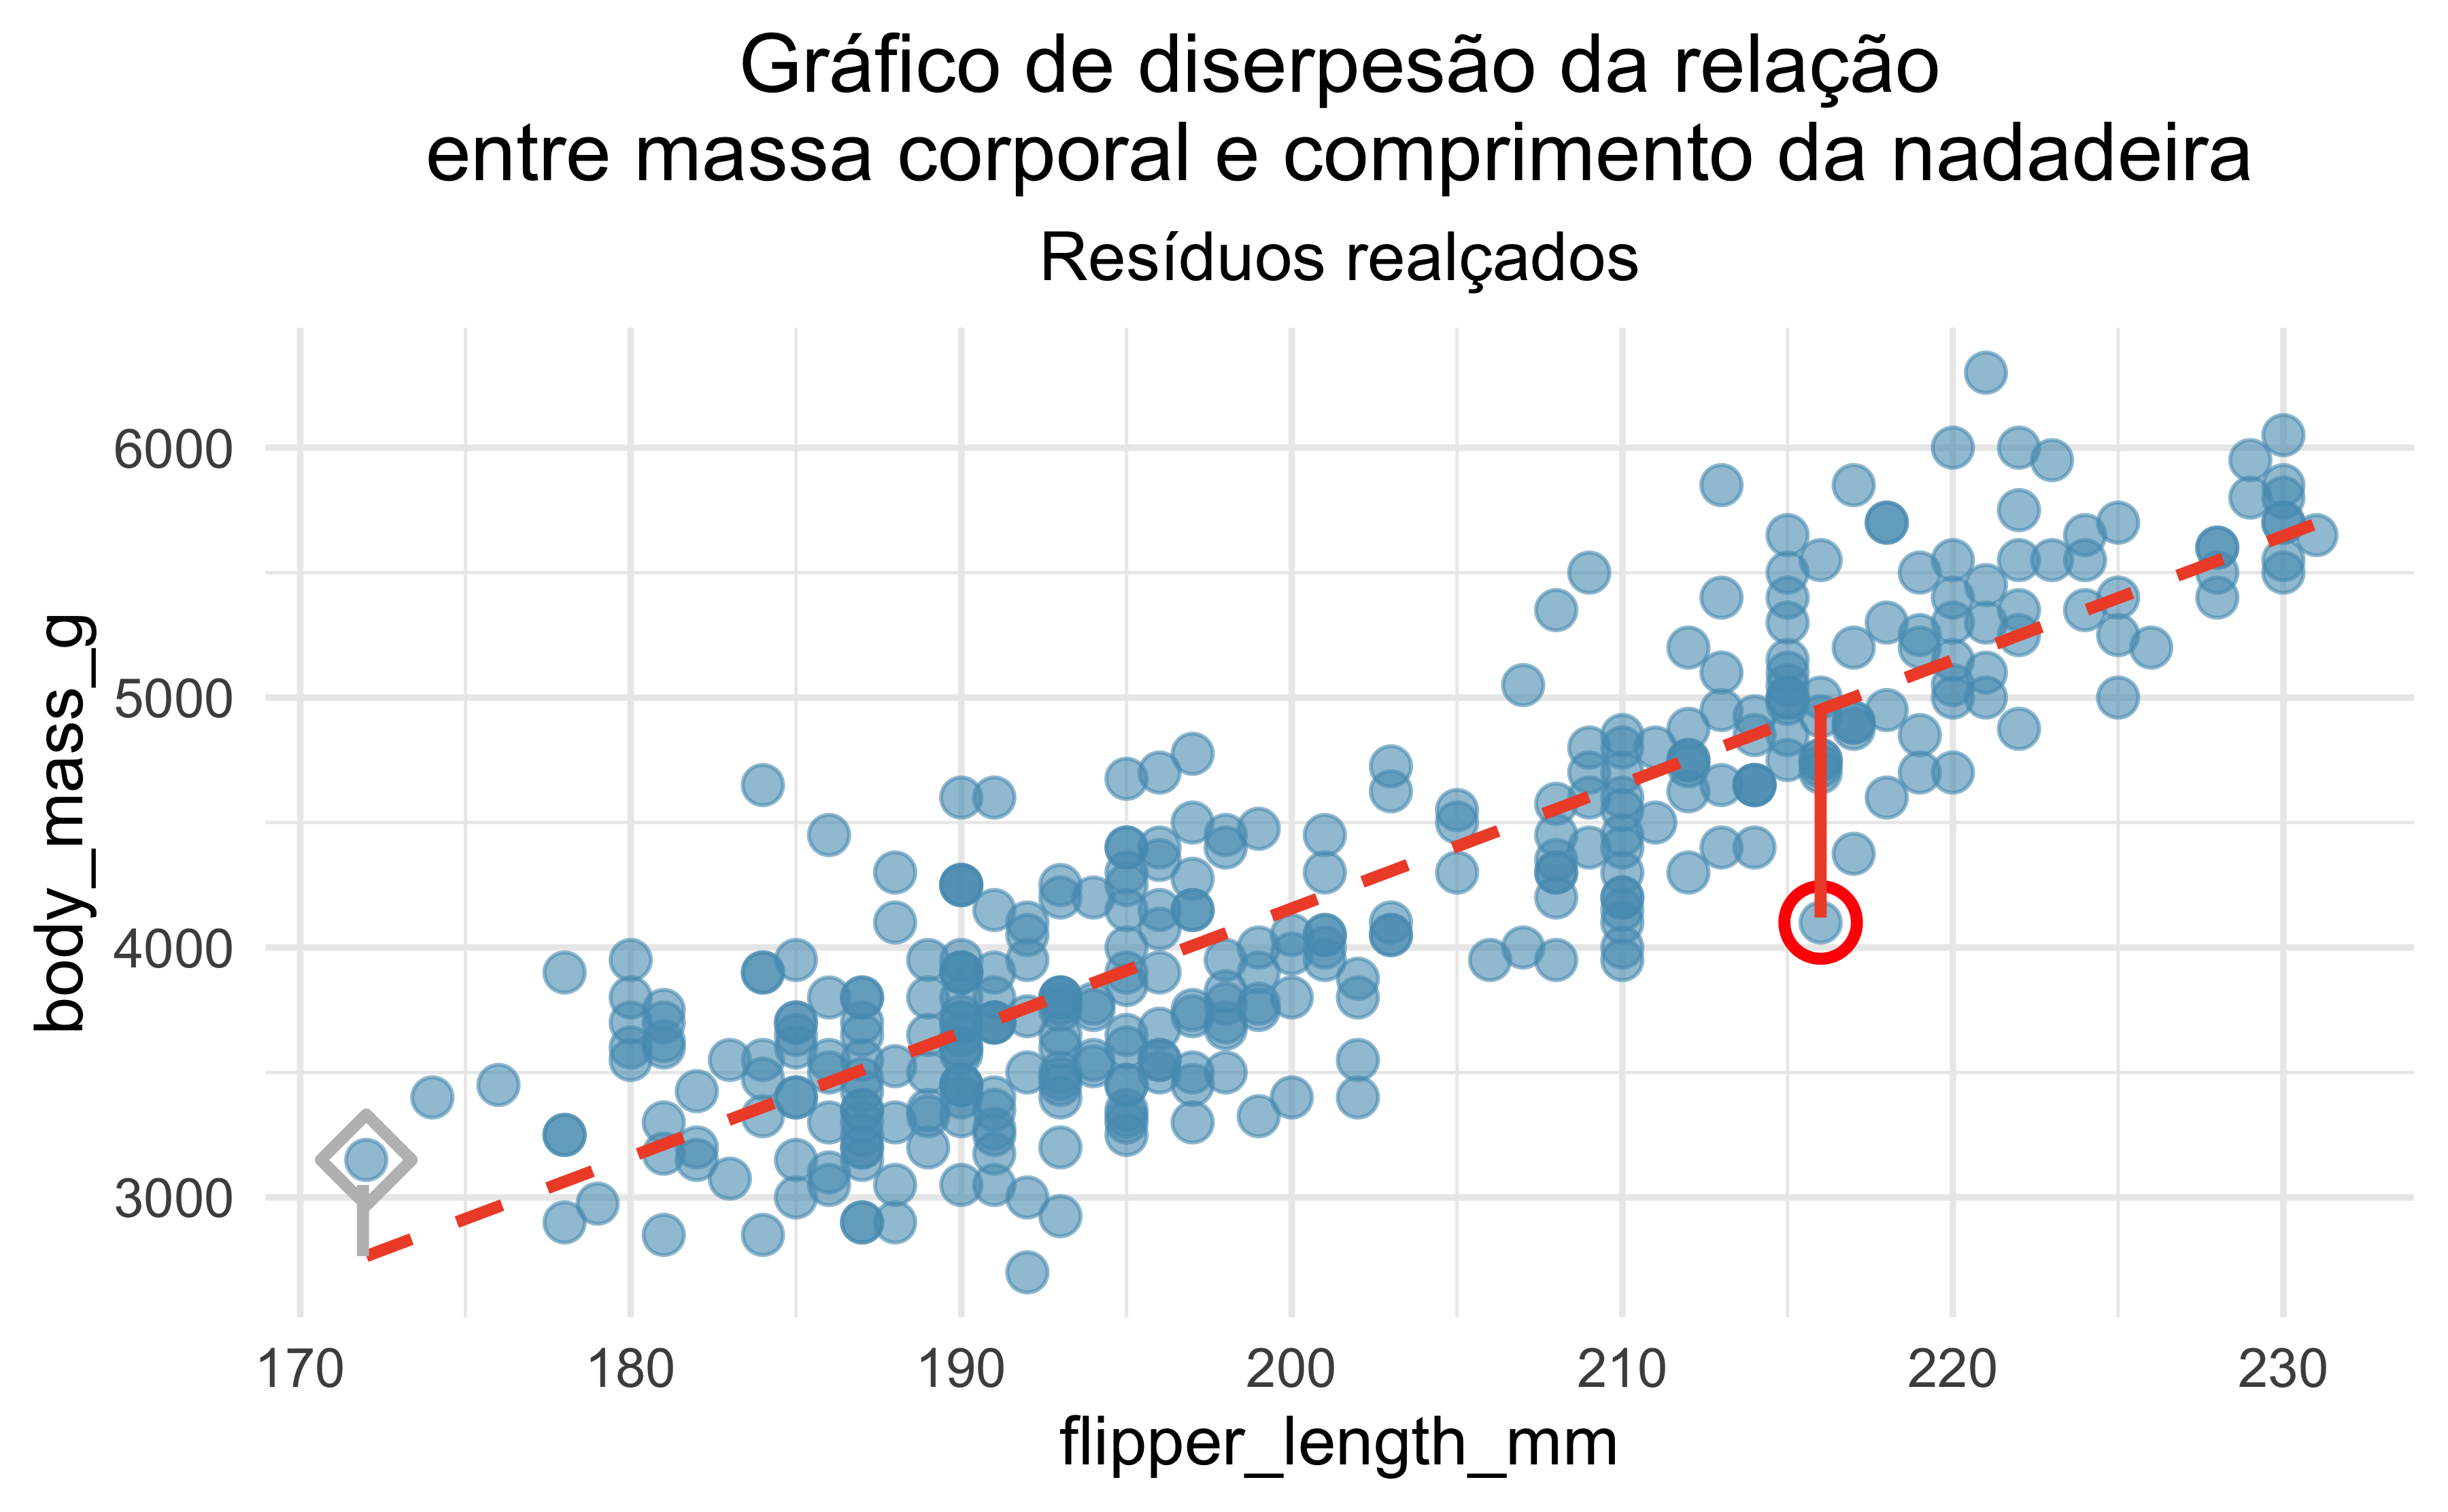 Gráfico de diserpesão da relação
entre massa corporal e comprimento da nadadeira
Resíduos realçados
body_mass_g
6000
5000
4000
3000
170 180 190 200 210 220 230
flipper_length_mm